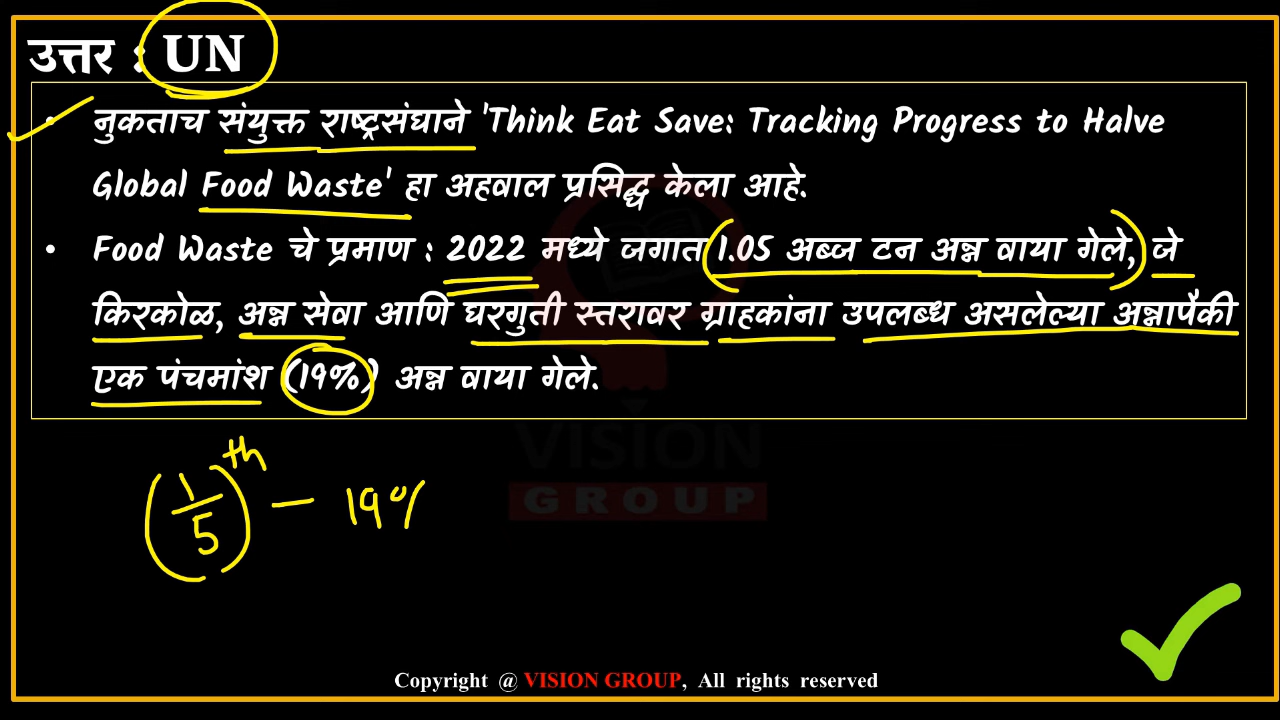 उत्तर : UN
• नुकताच संयुक्त राष्ट्रसंघाने 'Think Eat Save: Tracking Progress to Halve
Global Food Waste' हा अहवाल प्रसिद्ध केला आहे.
• Food Waste चे प्रमाण : 2022 मध्ये जगात 1.05 अब्ज टन अन्न वाया गेले, जे
किरकोळ, अन्न सेवा आणि घरगुती स्तरावर ग्राहकांना उपलब्ध असलेल्या अन्नापैकी
एक पंचमांश (19%) अन्न वाया गेले.
(1/5)th - 19%
VISION
GROUP
Copyright @ VISION GROUP, All rights reserved